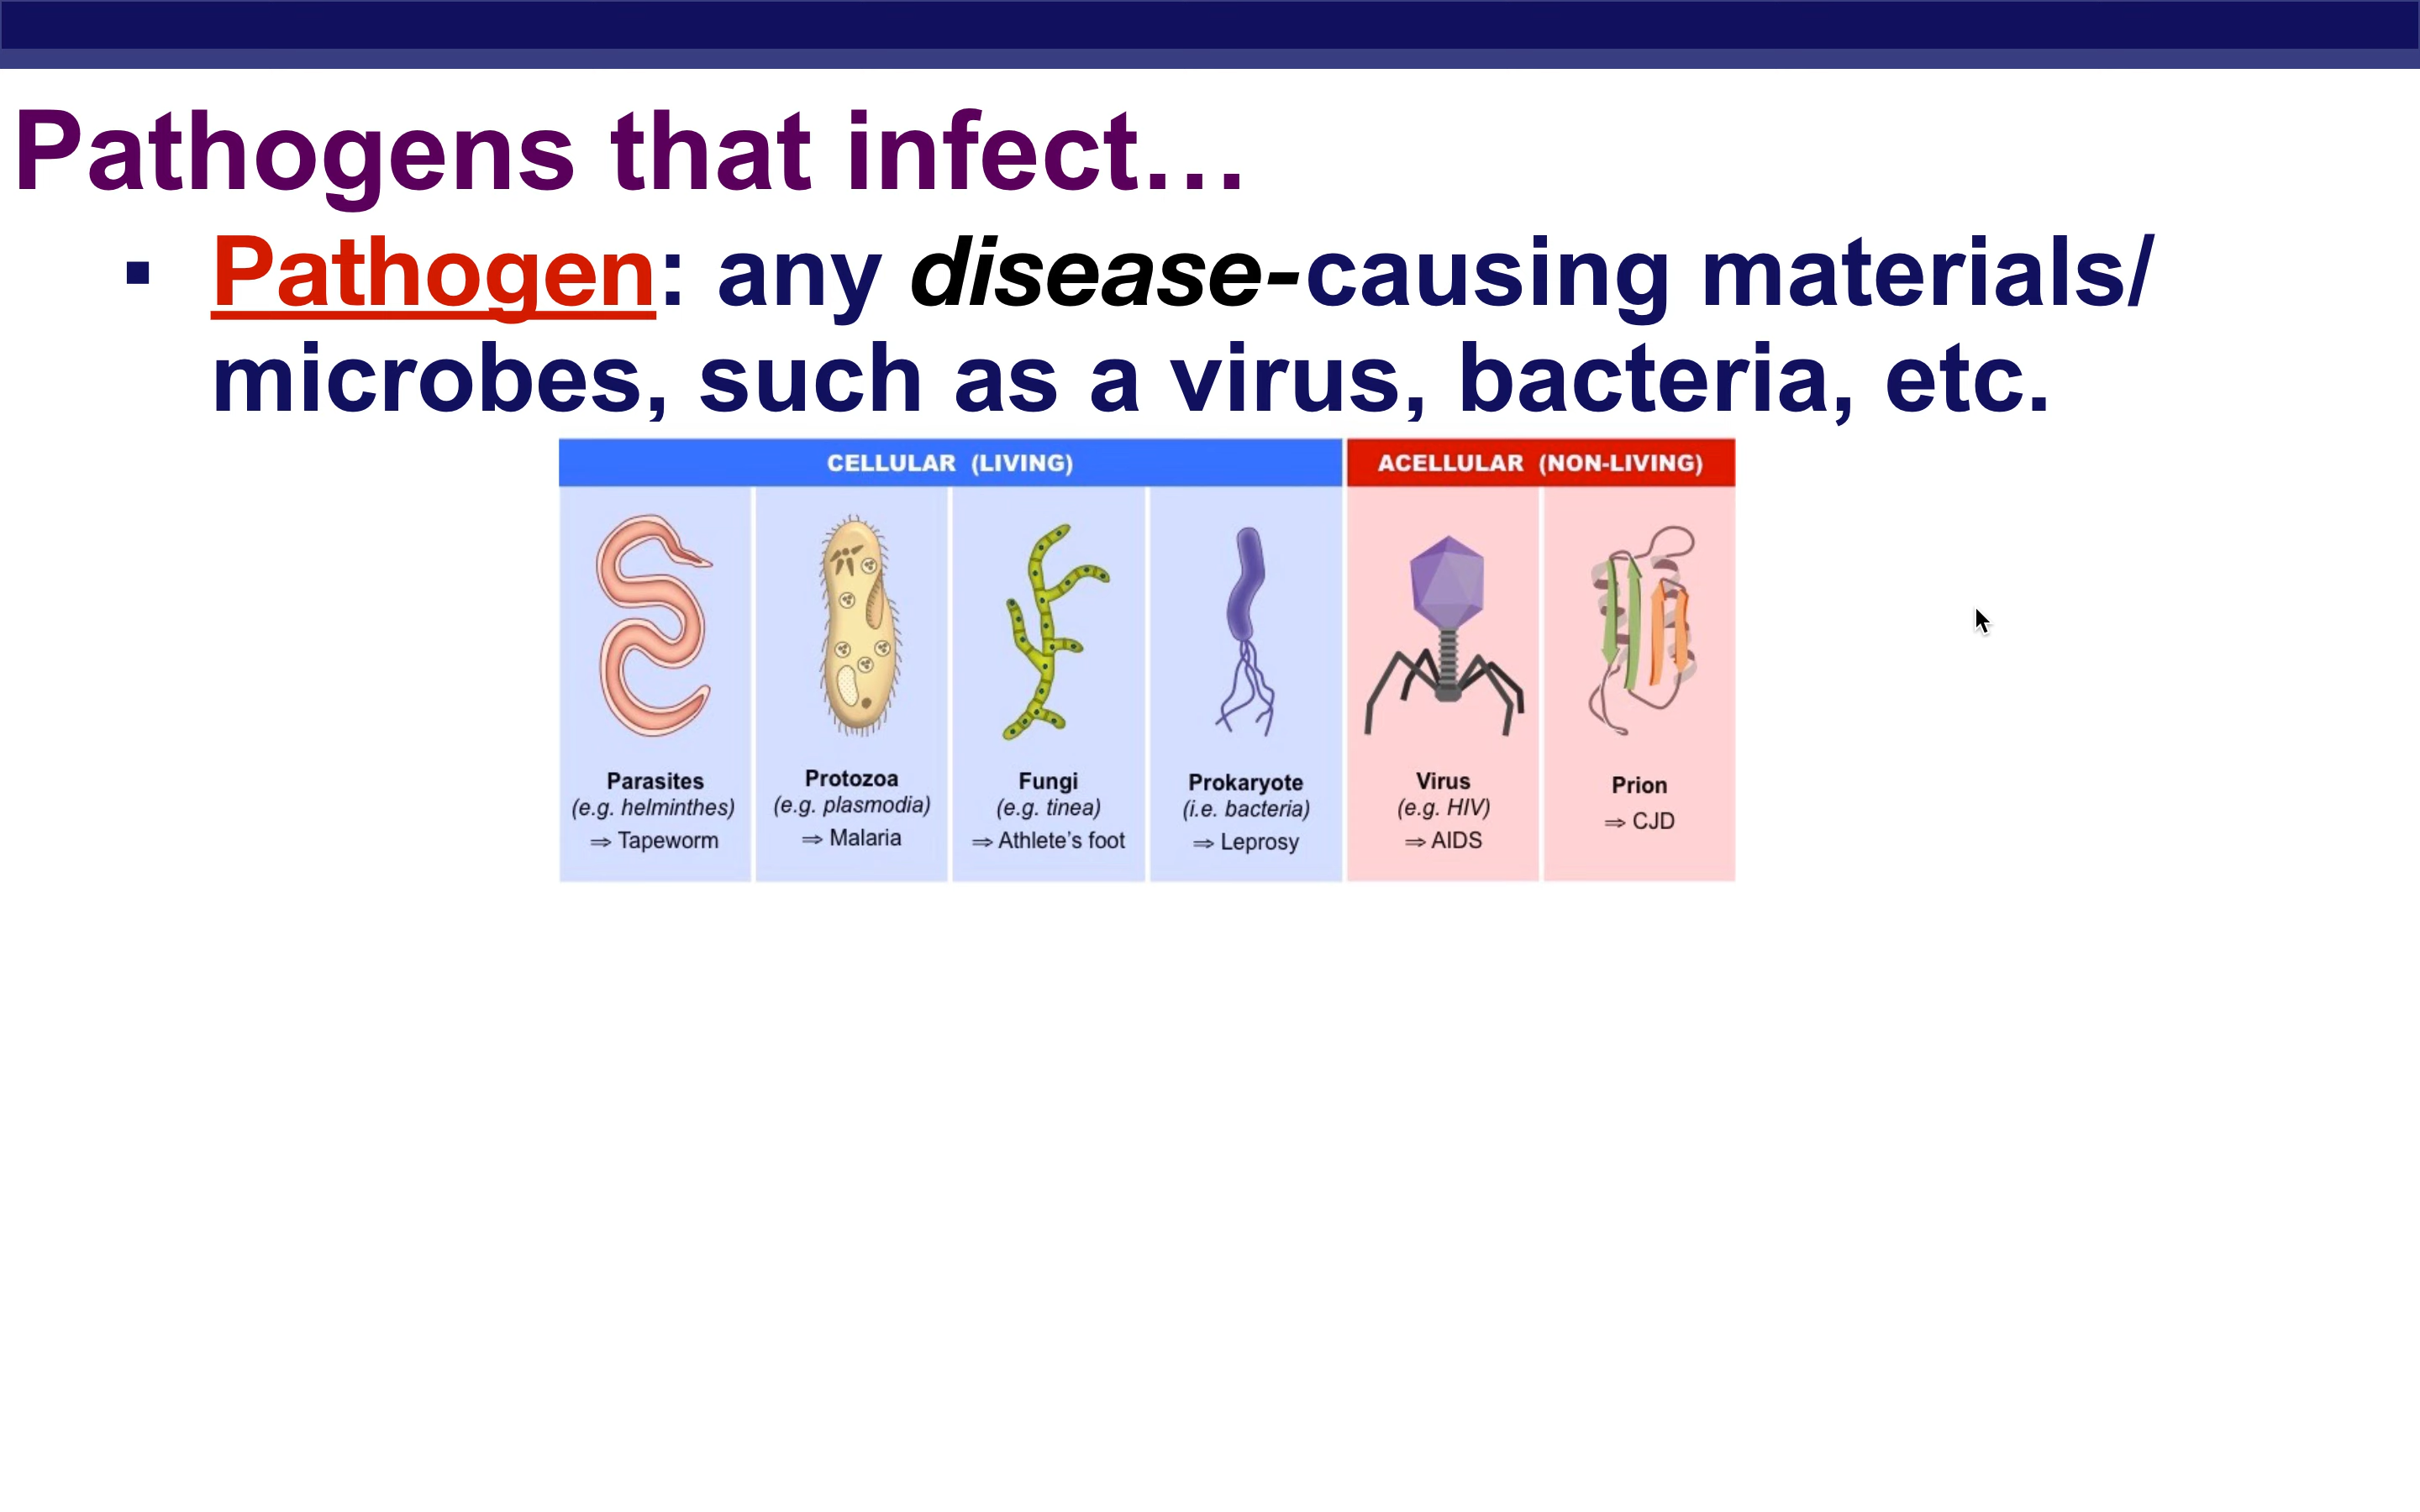 Pathogens that infect…
▪ Pathogen: any disease-causing materials/
microbes, such as a virus, bacteria, etc.
CELLULAR (LIVING)
ACELLULAR (NON-LIVING)
Parasites
(e.g. helminthes)
⇒ Tapeworm
Protozoa
(e.g. plasmodia)
⇒ Malaria
Fungi
(e.g. tinea)
⇒ Athlete's foot
Prokaryote
(i.e. bacteria)
⇒ Leprosy
Virus
(e.g. HIV)
⇒ AIDS
Prion
⇒ CJD